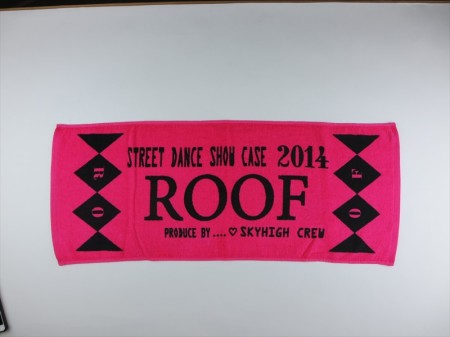 STREET DANCE SHOW CASE 2014
ROOF
PRODUCE BY.... ♡ SKYHIGH CREW
R
O
O
F